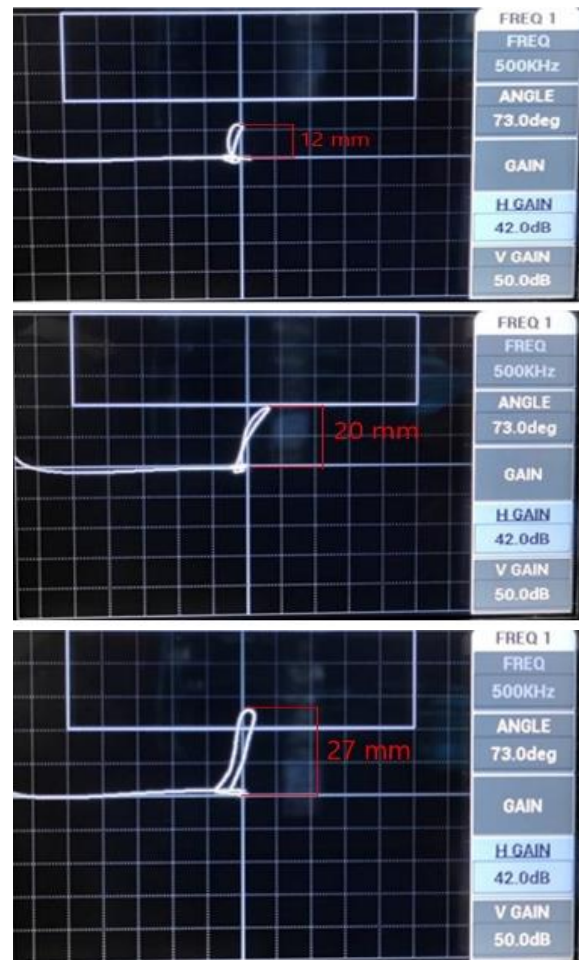 FREQ 1
FREQ
500KHz
ANGLE
73.0deg
GAIN
H GAIN
42.0dB
V GAIN
50.0dB
12 mm
FREQ 1
FREQ
500KHz
ANGLE
73.0deg
GAIN
H GAIN
42.0dB
V GAIN
50.0dB
20 mm
FREQ 1
FREQ
500KHz
ANGLE
73.0deg
GAIN
H GAIN
42.0dB
V GAIN
50.0dB
27 mm